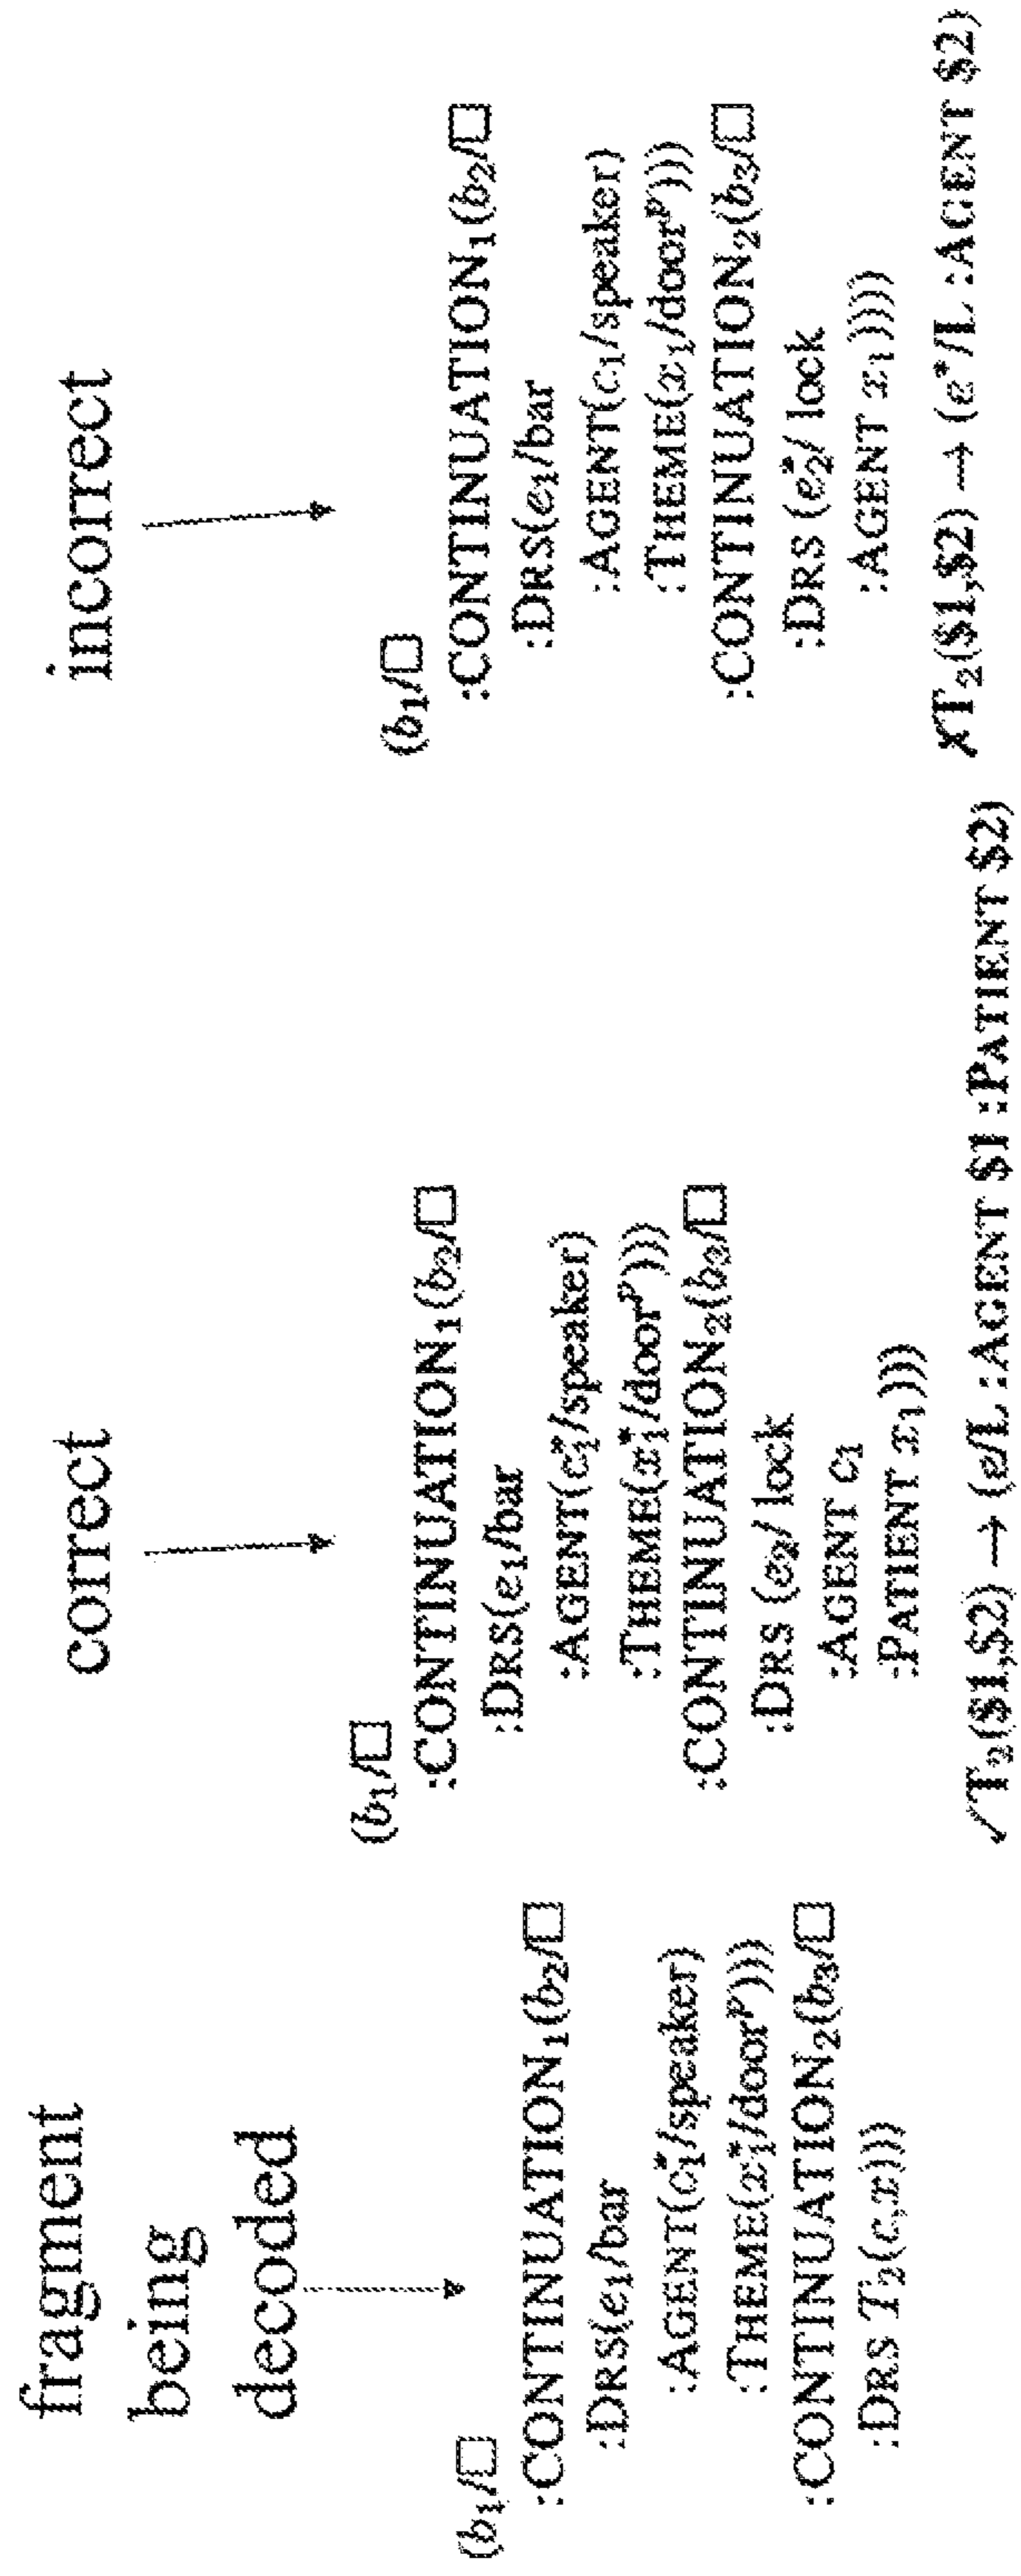 fragment
being
decoded
(b₁/□
:CONTINUATION₁(b₂/□
:DRS(e₁/bar
:AGENT(c₁*/speaker)
:THEME(x₁*/doorᵖ)))
:CONTINUATION₂(b₃/□
:DRS T₂(c,x)))
correct
(b₁/□
:CONTINUATION₁(b₂/□
:DRS(e₁/bar
:AGENT(c₁*/speaker)
:THEME(x₁*/doorᵖ)))
:CONTINUATION₂(b₃/□
:DRS (e₂/ lock
:AGENT c₁
:PATIENT x₁)))
✓T₂($1,$2) → (e/L :AGENT $1 :PATIENT $2)
incorrect
(b₁/□
:CONTINUATION₁(b₂/□
:DRS(e₁/bar
:AGENT(c₁/speaker)
:THEME(x₁/doorᵖ)))
:CONTINUATION₂(b₃/□
:DRS (e₂*/ lock
:AGENT x₁)))))
✗T₂($1,$2) → (e*/L :AGENT $2)